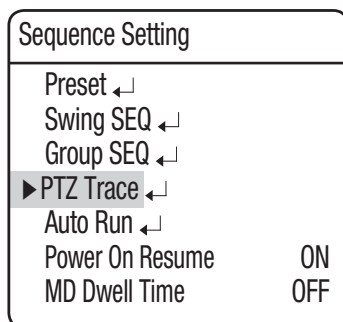 Sequence Setting
Preset ↵
Swing SEQ ↵
Group SEQ ↵
▶PTZ Trace ↵
Auto Run ↵
Power On Resume ON
MD Dwell Time OFF